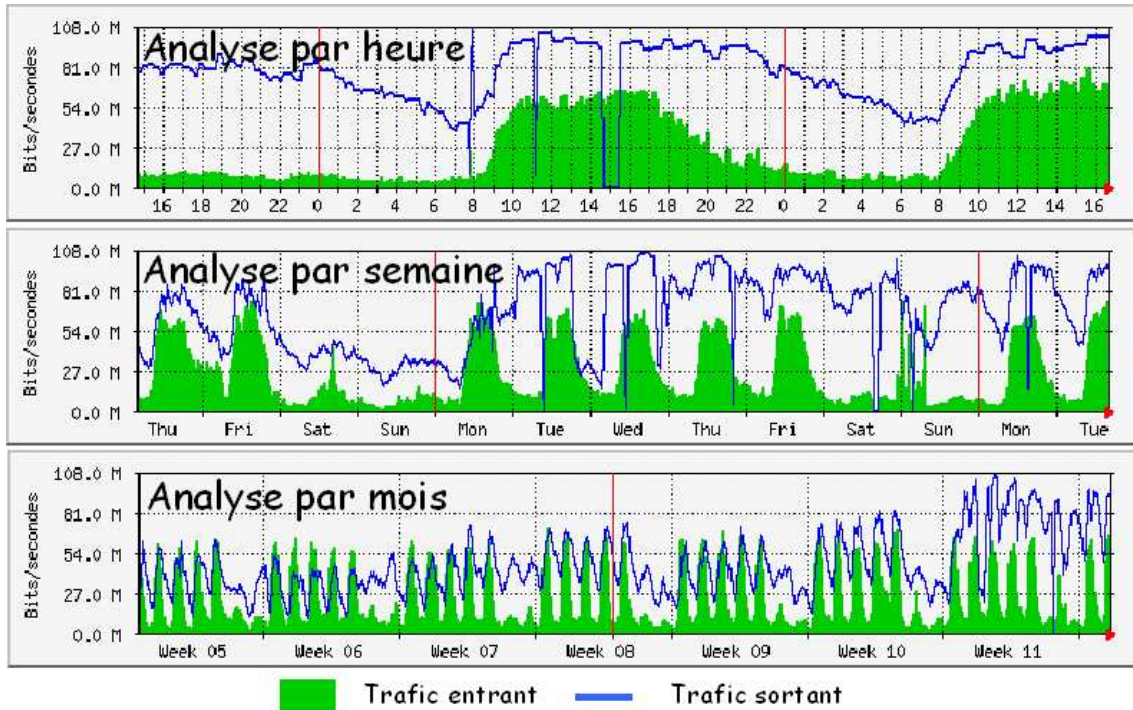 Analyse par heure
Bits/secondes
108.0 M
81.0 M
54.0 M
27.0 M
0.0 M
16 18 20 22 0 2 4 6 8 10 12 14 16 18 20 22 0 2 4 6 8 10 12 14 16
Analyse par semaine
Bits/secondes
108.0 M
81.0 M
54.0 M
27.0 M
0.0 M
Thu Fri Sat Sun Mon Tue Wed Thu Fri Sat Sun Mon Tue
Analyse par mois
Bits/secondes
108.0 M
81.0 M
54.0 M
27.0 M
0.0 M
Week 05 Week 06 Week 07 Week 08 Week 09 Week 10 Week 11
Trafic entrant Trafic sortant